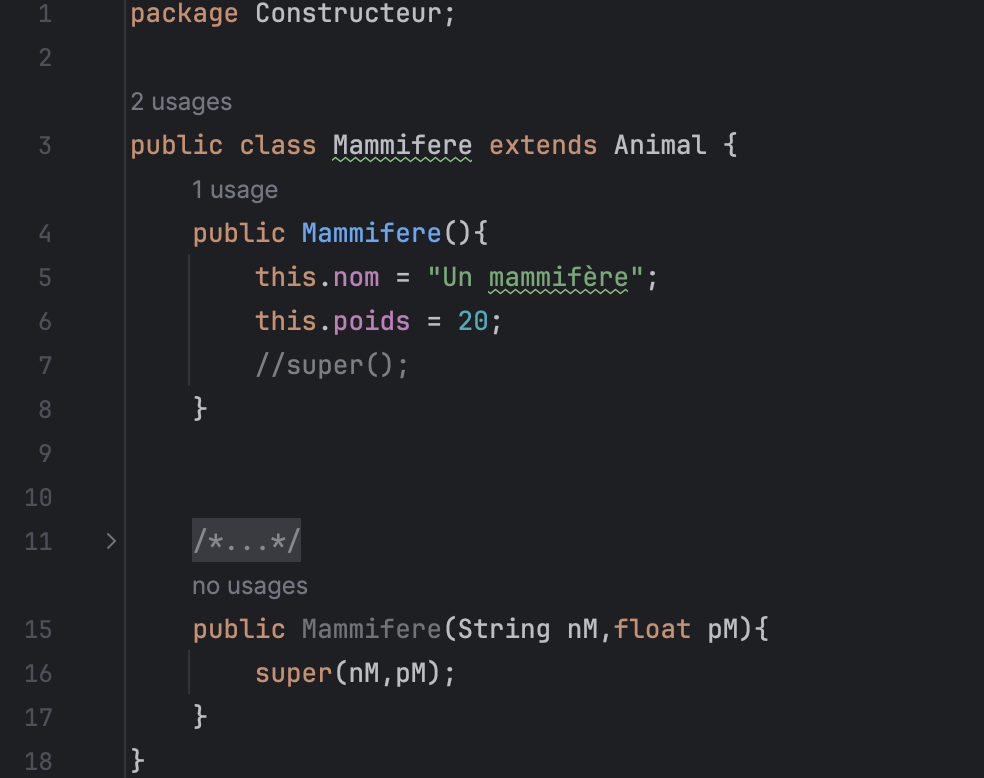 1 package Constructeur;
2
2 usages
3 public class Mammifere extends Animal {
1 usage
4 public Mammifere(){
5 this.nom = "Un mammifère";
6 this.poids = 20;
7 //super();
8 }
9
10
11 /*...*/
no usages
15 public Mammifere(String nM,float pM){
16 super(nM,pM);
17 }
18 }